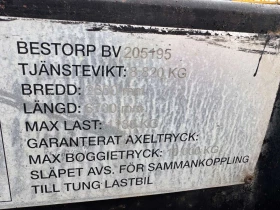 BESTORP BV 205195
TJÄNSTEVIKT: KG
BREDD:
LÄNGD:
MAX LAST:
GARANTERAT AXELTRYCK:
MAX BOGGIETRYCK:
SLÄPET AVS. FÖR SAMMANKOPPLING
TILL TUNG LASTBIL